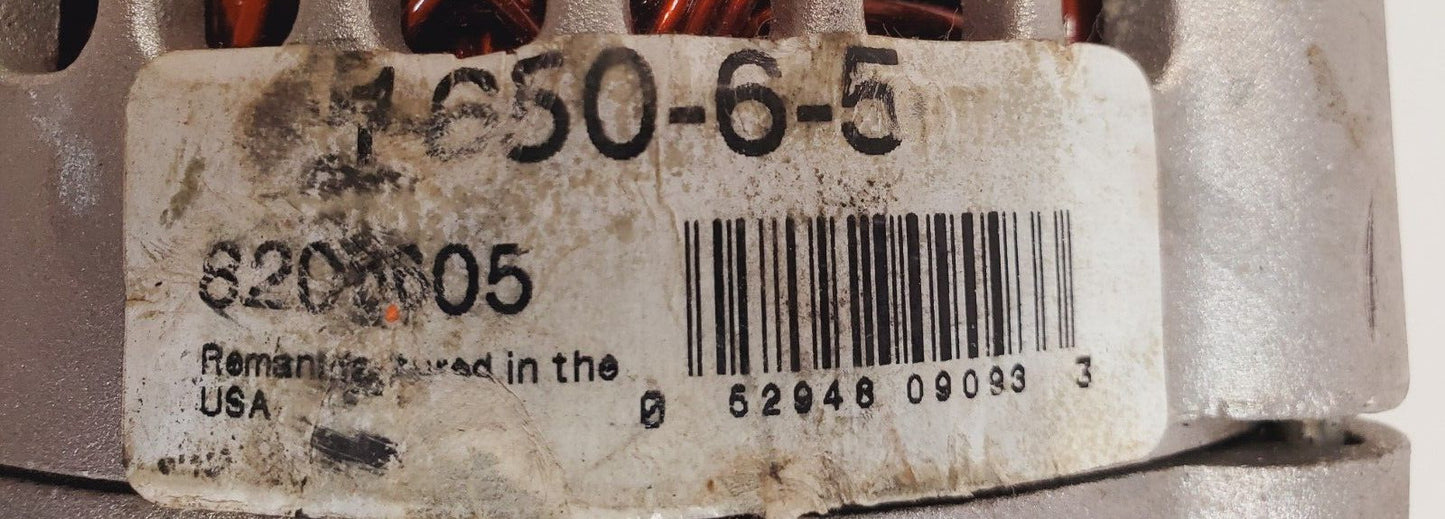 1650-6-5
Remanufactured in the
USA
0 52948 09093 3